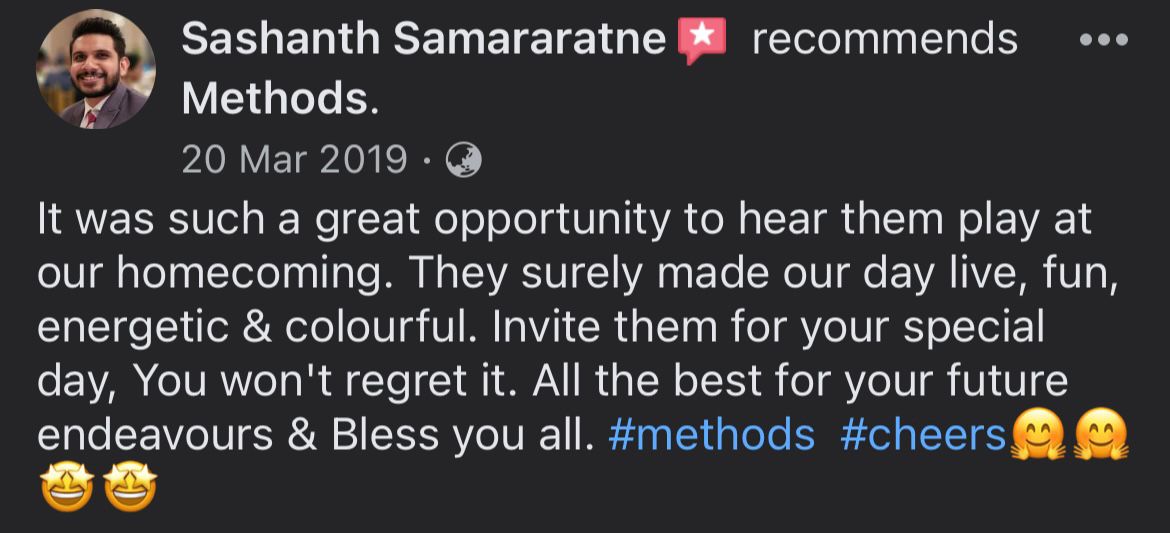 Sashanth Samararatne recommends
Methods.
20 Mar 2019 ·
It was such a great opportunity to hear them play at
our homecoming. They surely made our day live, fun,
energetic & colourful. Invite them for your special
day, You won't regret it. All the best for your future
endeavours & Bless you all. #methods #cheers🤗🤗
🤩🤩